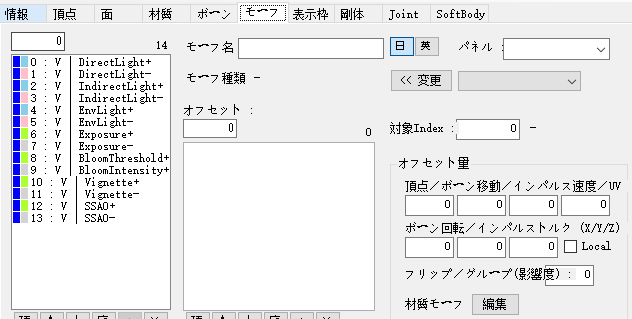 情報 頂点 面 材質 ボーン モーフ 表示枠 剛体 Joint SoftBody
0 14
モーフ名 日 英 パネル :
0 : V | DirectLight+
1 : V | DirectLight-
2 : V | IndirectLight+
3 : V | IndirectLight-
4 : V | EnvLight+
5 : V | EnvLight-
6 : V | Exposure+
7 : V | Exposure-
8 : V | BloomThreshold+
9 : V | BloomIntensity+
10 : V | Vignette+
11 : V | Vignette-
12 : V | SSAO+
13 : V | SSAO-
モーフ種類 - << 変更
オフセット :
0 0
対象Index : 0 -
オフセット量
頂点/ボーン移動/インパルス速度/UV
0 0 0 0
ボーン回転/インパルストルク (X/Y/Z)
0 0 0 0 Local
フリップ/グループ(影響度) : 0
材質モーフ 編集